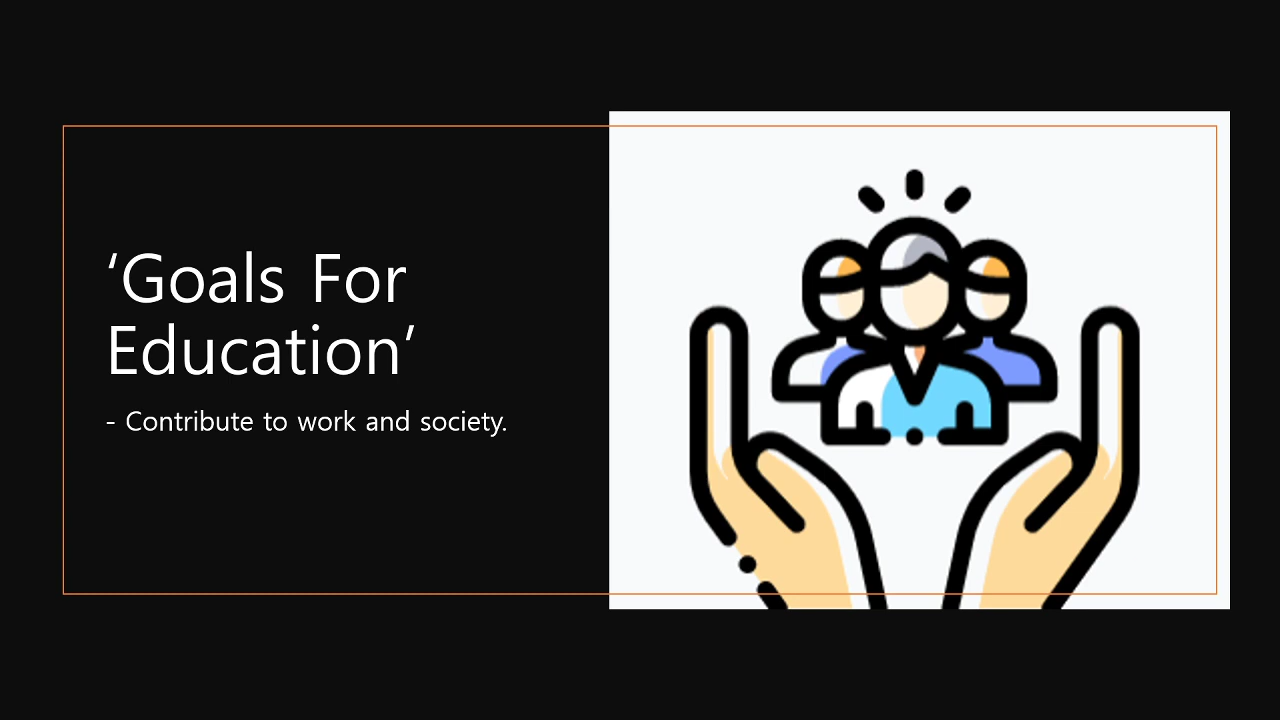 ‘Goals For
Education’
- Contribute to work and society.